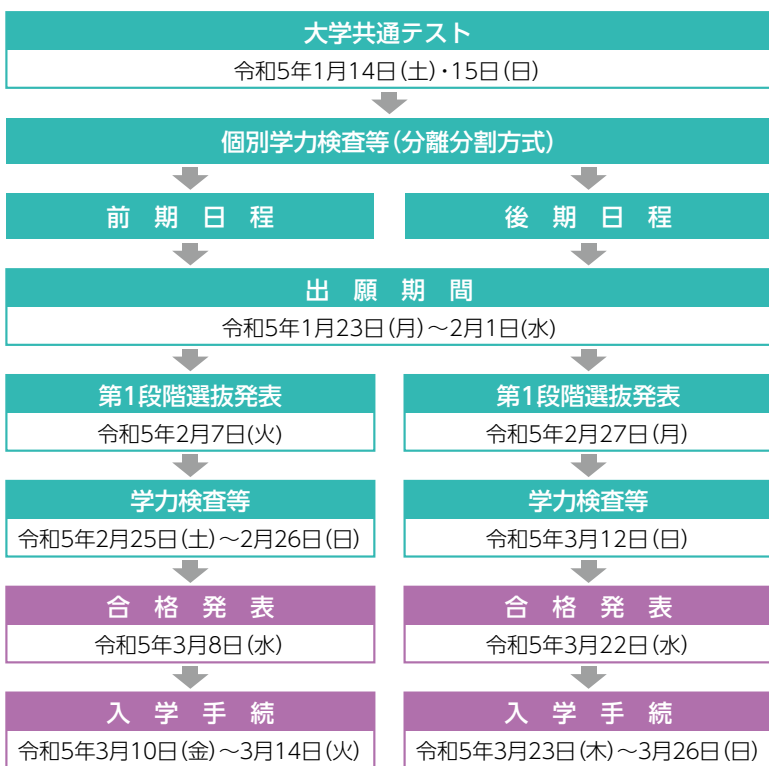 大学共通テスト
令和5年1月14日(土)・15日(日)
個別学力検査等(分離分割方式)
前期日程
後期日程
出願期間
令和5年1月23日(月)~2月1日(水)
第1段階選抜発表
令和5年2月7日(火)
第1段階選抜発表
令和5年2月27日(月)
学力検査等
令和5年2月25日(土)~2月26日(日)
学力検査等
令和5年3月12日(日)
合格発表
令和5年3月8日(水)
合格発表
令和5年3月22日(水)
入学手続
令和5年3月10日(金)~3月14日(火)
入学手続
令和5年3月23日(木)~3月26日(日)